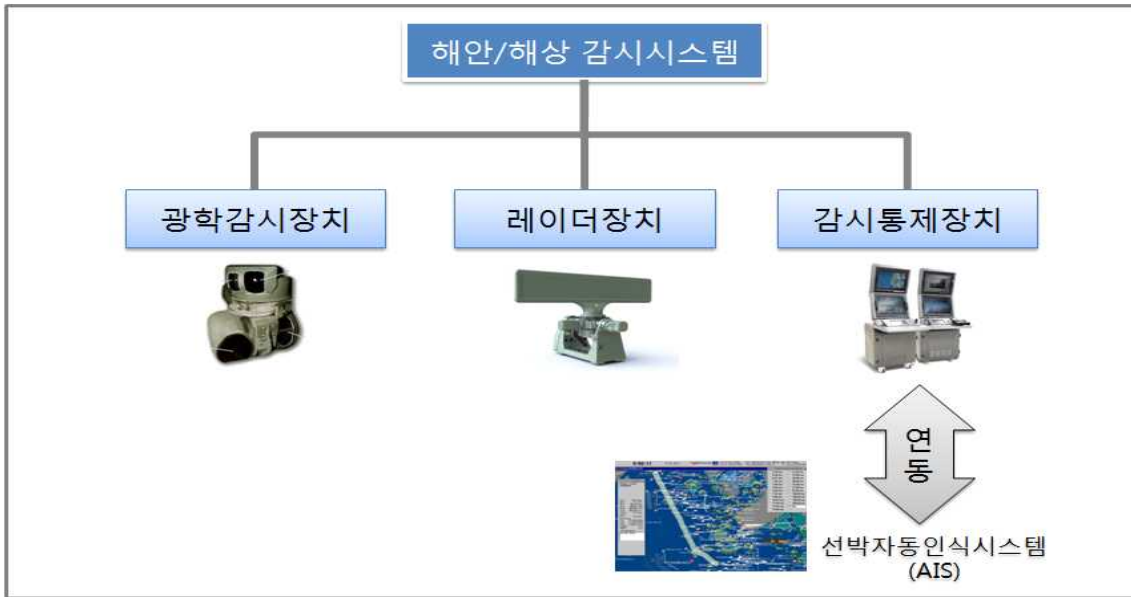 해안/해상 감시시스템
광학감시장치
레이더장치
감시통제장치
연
동
선박자동인식시스템
(AIS)